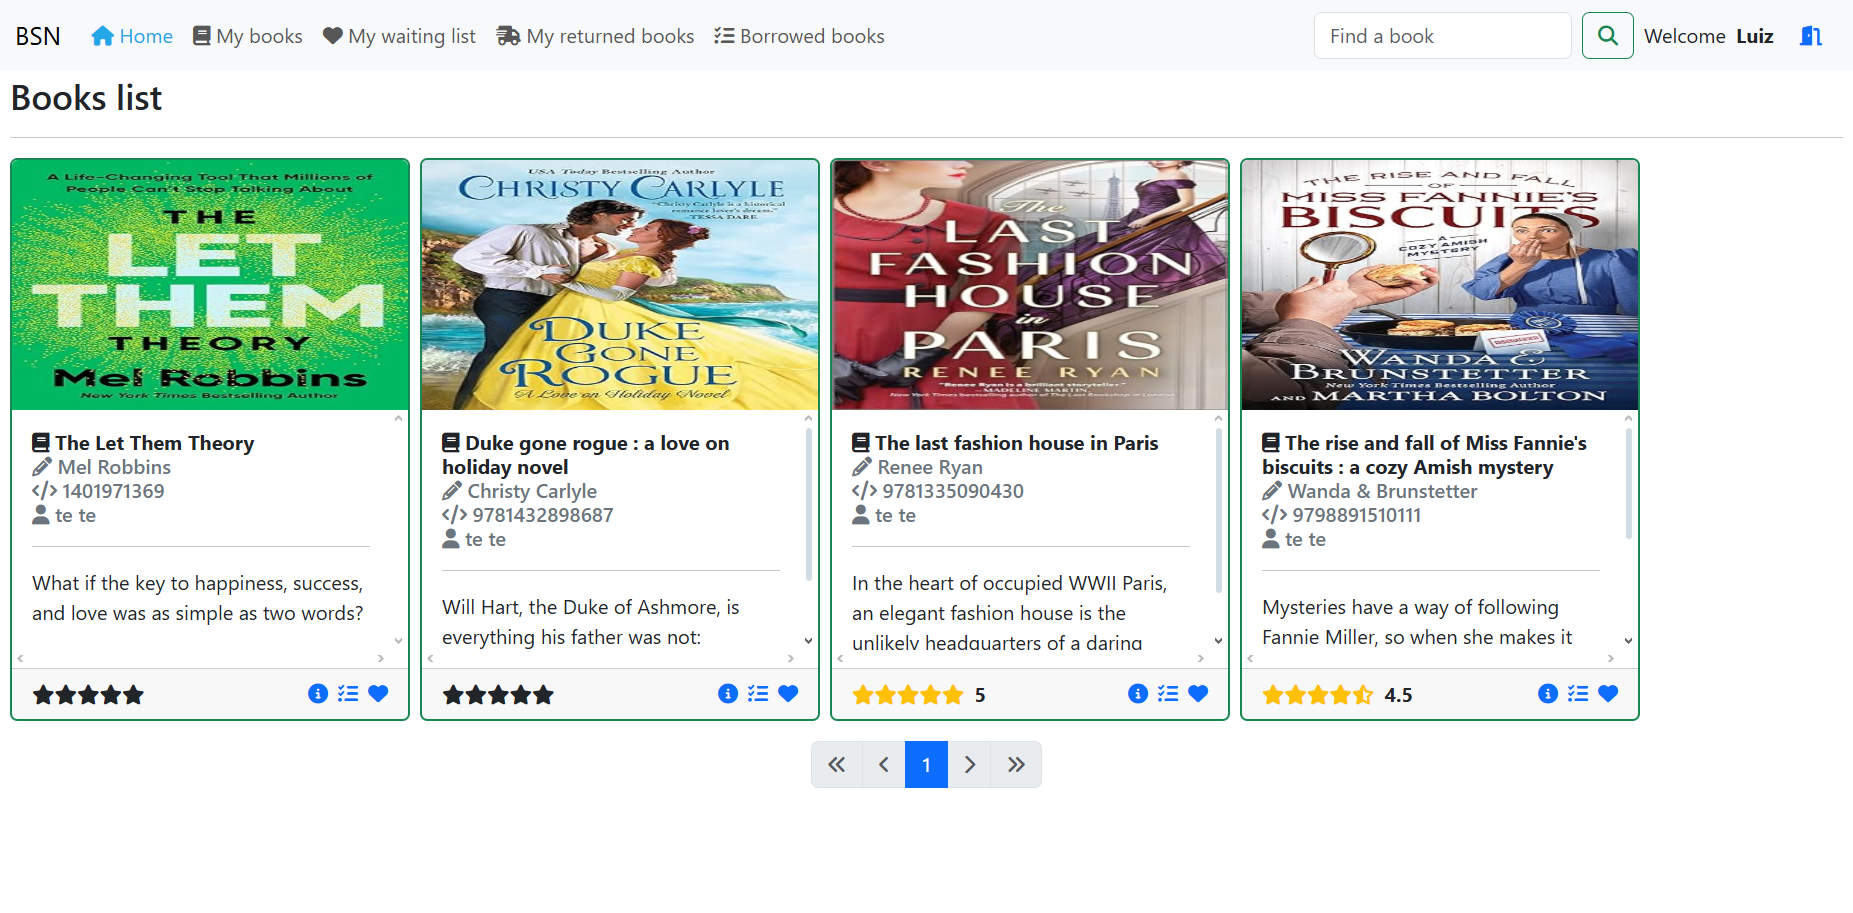 BSN Home My books My waiting list My returned books Borrowed books Find a book Welcome Luiz
Books list
A Life-Changing Tool That Millions of
People Can't Stop Talking About
THE
LET
THEM
THEORY
Mel Robbins
New York Times Bestselling Author
The Let Them Theory
Mel Robbins
1401971369
te te
What if the key to happiness, success,
and love was as simple as two words?
USA Today Bestselling Author
CHRISTY CARLYLE
"Christy Carlyle is a historical
romance lover's dream."
TESSA DARE
DUKE
GONE
ROGUE
A Love on Holiday Novel
Duke gone rogue : a love on
holiday novel
Christy Carlyle
9781432898687
te te
Will Hart, the Duke of Ashmore, is
everything his father was not:
The
LAST
FASHION
HOUSE
in
PARIS
RENEE RYAN
"Renee Ryan is a brilliant storyteller."
—MADELINE MARTIN,
New York Times bestselling author of The Last Bookshop in London
The last fashion house in Paris
Renee Ryan
9781335090430
te te
In the heart of occupied WWII Paris,
an elegant fashion house is the
unlikely headquarters of a daring
5
THE RISE AND FALL
OF
MISS FANNIE'S
BISCUITS
A
COZY AMISH
MYSTERY
WANDA &
BRUNSTETTER
New York Times Bestselling Author
AND MARTHA BOLTON
The rise and fall of Miss Fannie's
biscuits : a cozy Amish mystery
Wanda & Brunstetter
9798891510111
te te
Mysteries have a way of following
Fannie Miller, so when she makes it
4.5
« ‹ 1 › »